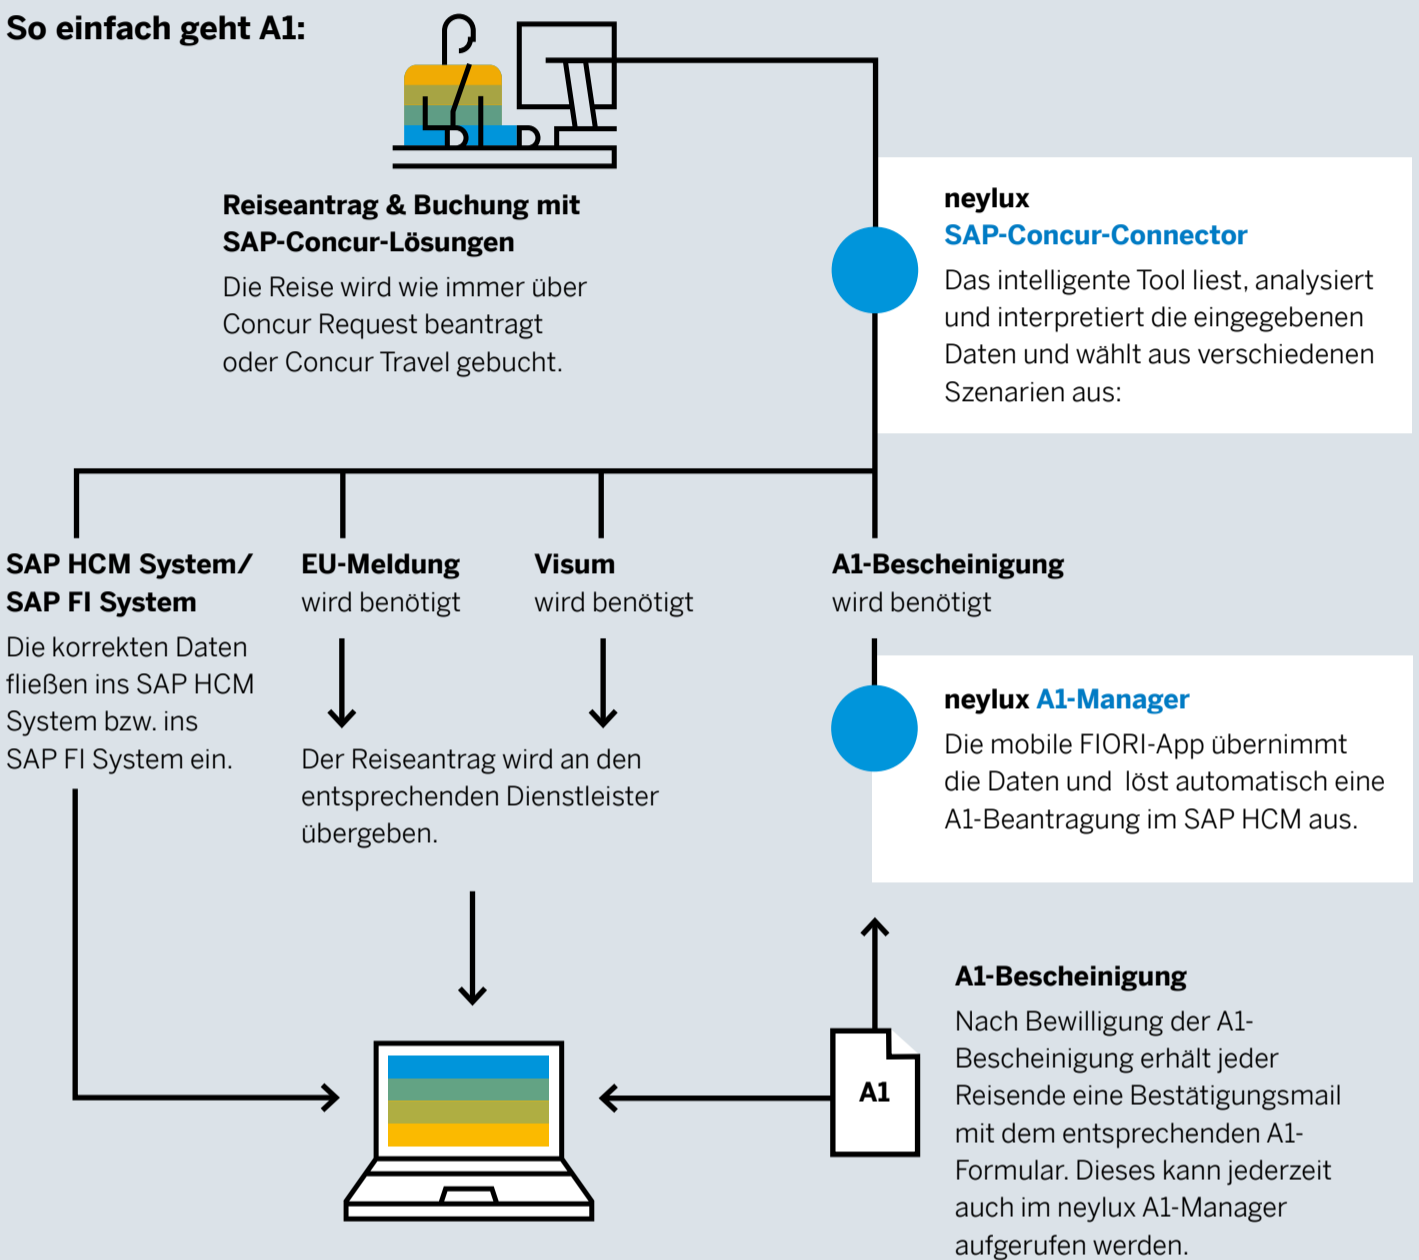 So einfach geht A1:
Reiseantrag & Buchung mit
SAP-Concur-Lösungen
Die Reise wird wie immer über
Concur Request beantragt
oder Concur Travel gebucht.
neylux
SAP-Concur-Connector
Das intelligente Tool liest, analysiert
und interpretiert die eingegebenen
Daten und wählt aus verschiedenen
Szenarien aus:
SAP HCM System/
SAP FI System
Die korrekten Daten
fließen ins SAP HCM
System bzw. ins
SAP FI System ein.
EU-Meldung
wird benötigt
Visum
wird benötigt
Der Reiseantrag wird an den
entsprechenden Dienstleister
übergeben.
A1-Bescheinigung
wird benötigt
neylux A1-Manager
Die mobile FIORI-App übernimmt
die Daten und löst automatisch eine
A1-Beantragung im SAP HCM aus.
A1
A1-Bescheinigung
Nach Bewilligung der A1-
Bescheinigung erhält jeder
Reisende eine Bestätigungsmail
mit dem entsprechenden A1-
Formular. Dieses kann jederzeit
auch im neylux A1-Manager
aufgerufen werden.